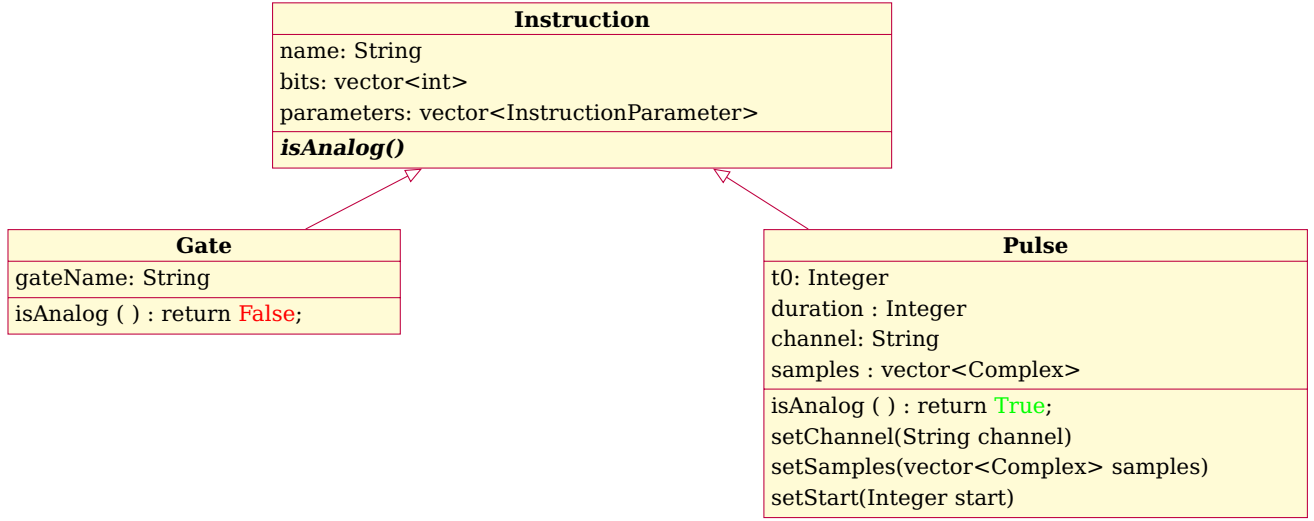 Instruction
name: String
bits: vector<int>
parameters: vector<InstructionParameter>
isAnalog()
Gate
gateName: String
isAnalog ( ) : return False;
Pulse
t0: Integer
duration : Integer
channel: String
samples : vector<Complex>
isAnalog ( ) : return True;
setChannel(String channel)
setSamples(vector<Complex> samples)
setStart(Integer start)